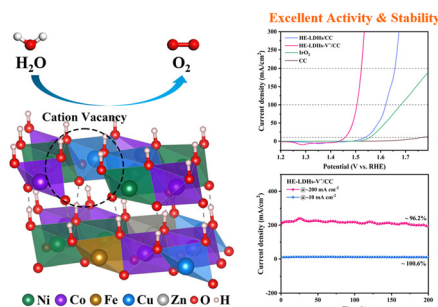 Excellent Activity & Stability
H₂O
O₂
Cation Vacancy
Ni Co Fe Cu Zn O H
HE-LDHs/CC
HE-LDHs-V⁺/CC
IrO₂
CC
300
200
100
0
Current density (mA/cm²)
1.2 1.3 1.4 1.5 1.6 1.7
Potential (V vs. RHE)
HE-LDHs-V⁺/CC
@~200 mA cm⁻²
@~10 mA cm⁻²
~ 96.2%
~ 100.6%
400
200
0
-200
Current density (mA/cm²)
0 50 100 150 200